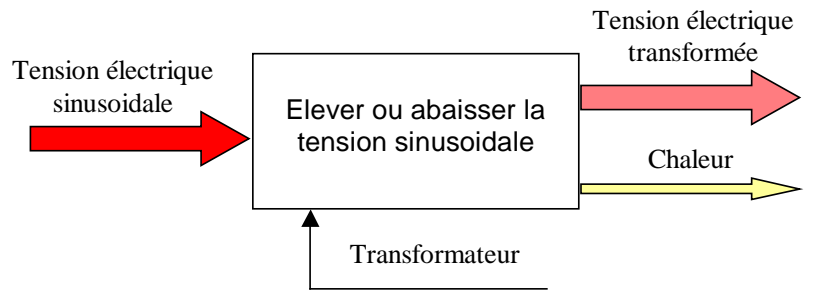 Tension électrique
sinusoidale
Elever ou abaisser la
tension sinusoidale
Tension électrique
transformée
Chaleur
Transformateur